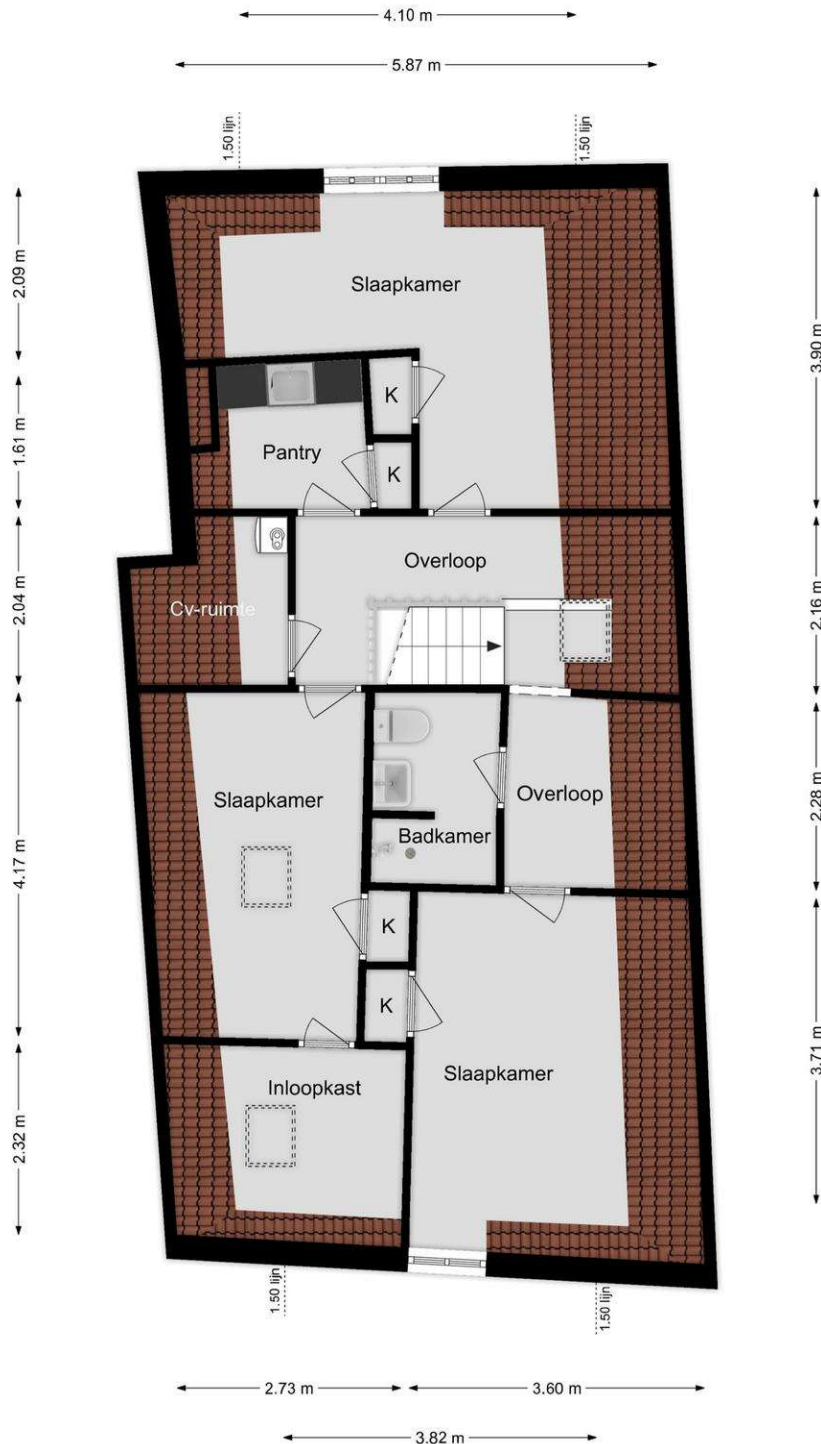 4.10 m
5.87 m
1.50 lijn
1.50 lijn
2.09 m
3.90 m
Slaapkamer
K
1.61 m
Pantry
K
2.04 m
Overloop
2.16 m
Cv-ruimte
4.17 m
Slaapkamer
Overloop
2.28 m
Badkamer
K
K
3.71 m
Slaapkamer
Inloopkast
2.32 m
1.50 lijn
1.50 lijn
2.73 m
3.60 m
3.82 m